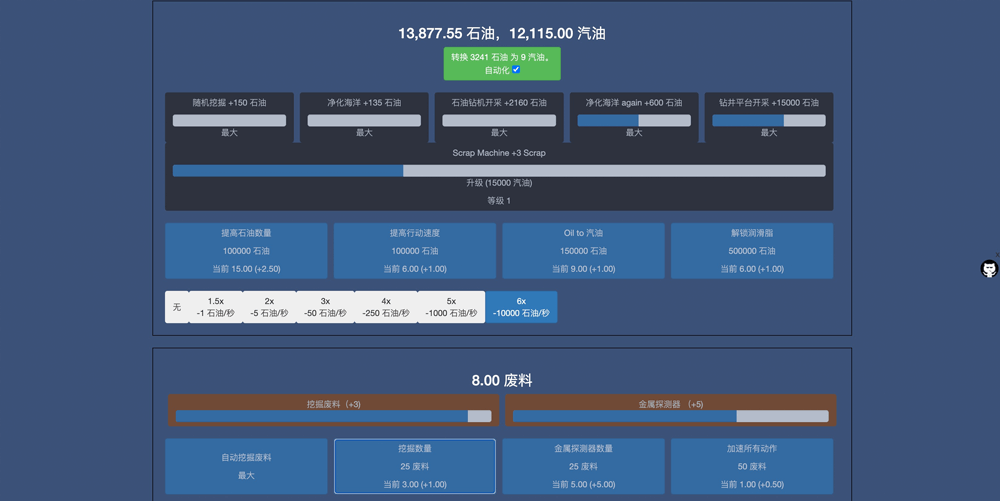 13,877.55 石油，12,115.00 汽油
转换 3241 石油 为 9 汽油。
自动化
随机挖掘 +150 石油
最大
净化海洋 +135 石油
最大
石油钻机开采 +2160 石油
最大
净化海洋 again +600 石油
最大
钻井平台开采 +15000 石油
最大
Scrap Machine +3 Scrap
升级 (15000 汽油)
等级 1
提高石油数量
100000 石油
当前 15.00 (+2.50)
提高行动速度
100000 石油
当前 6.00 (+1.00)
Oil to 汽油
150000 石油
当前 9.00 (+1.00)
解锁润滑脂
500000 石油
当前 6.00 (+1.00)
无
1.5x
-1 石油/秒
2x
-5 石油/秒
3x
-50 石油/秒
4x
-250 石油/秒
5x
-1000 石油/秒
6x
-10000 石油/秒
8.00 废料
挖掘废料（+3)
金属探测器 （+5)
自动挖掘废料
最大
挖掘数量
25 废料
当前 3.00 (+1.00)
金属探测器数量
25 废料
当前 5.00 (+5.00)
加速所有动作
50 废料
当前 1.00 (+0.50)